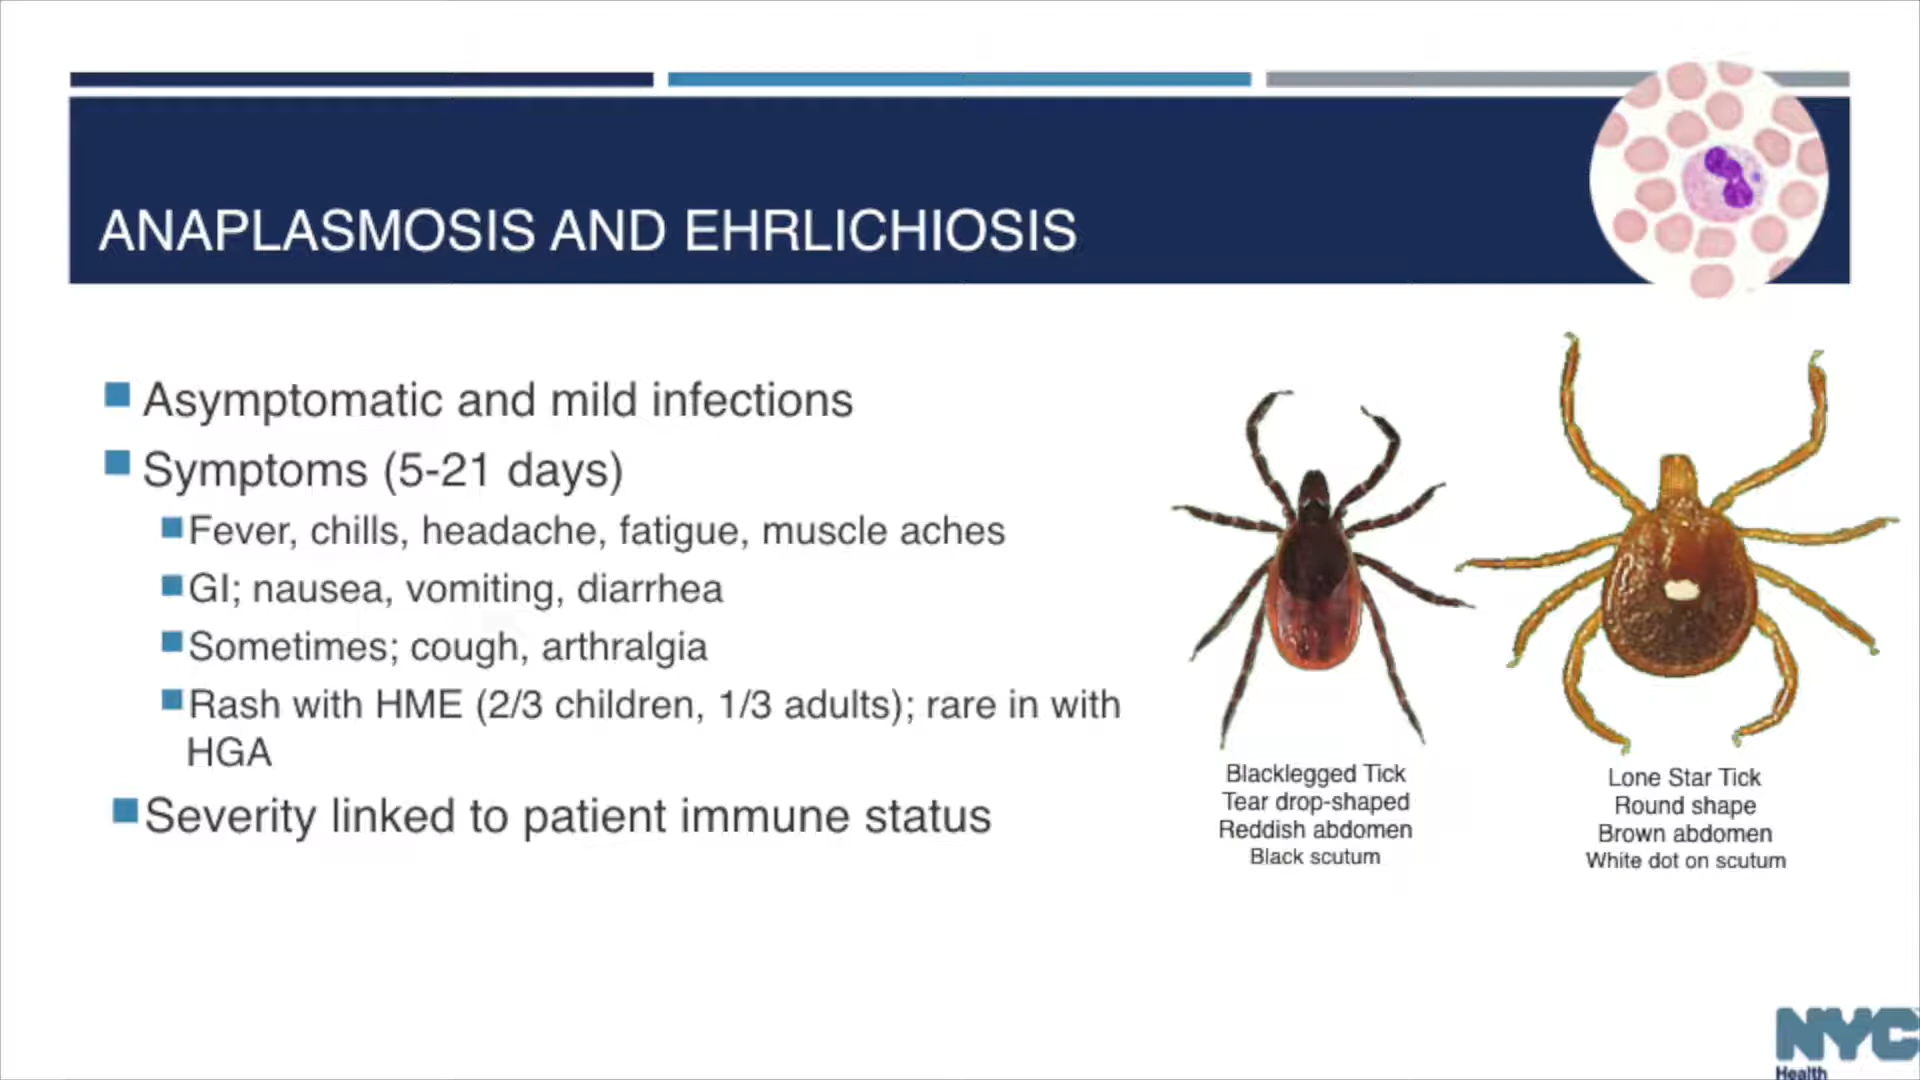 ANAPLASMOSIS AND EHRLICHIOSIS
Asymptomatic and mild infections
Symptoms (5-21 days)
Fever, chills, headache, fatigue, muscle aches
GI; nausea, vomiting, diarrhea
Sometimes; cough, arthralgia
Rash with HME (2/3 children, 1/3 adults); rare in with
HGA
Severity linked to patient immune status
Blacklegged Tick
Tear drop-shaped
Reddish abdomen
Black scutum
Lone Star Tick
Round shape
Brown abdomen
White dot on scutum
NYC
Health